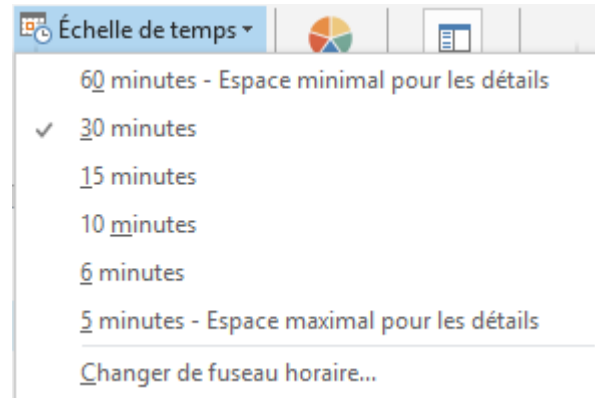 Échelle de temps
60 minutes - Espace minimal pour les détails
30 minutes
15 minutes
10 minutes
6 minutes
5 minutes - Espace maximal pour les détails
Changer de fuseau horaire...